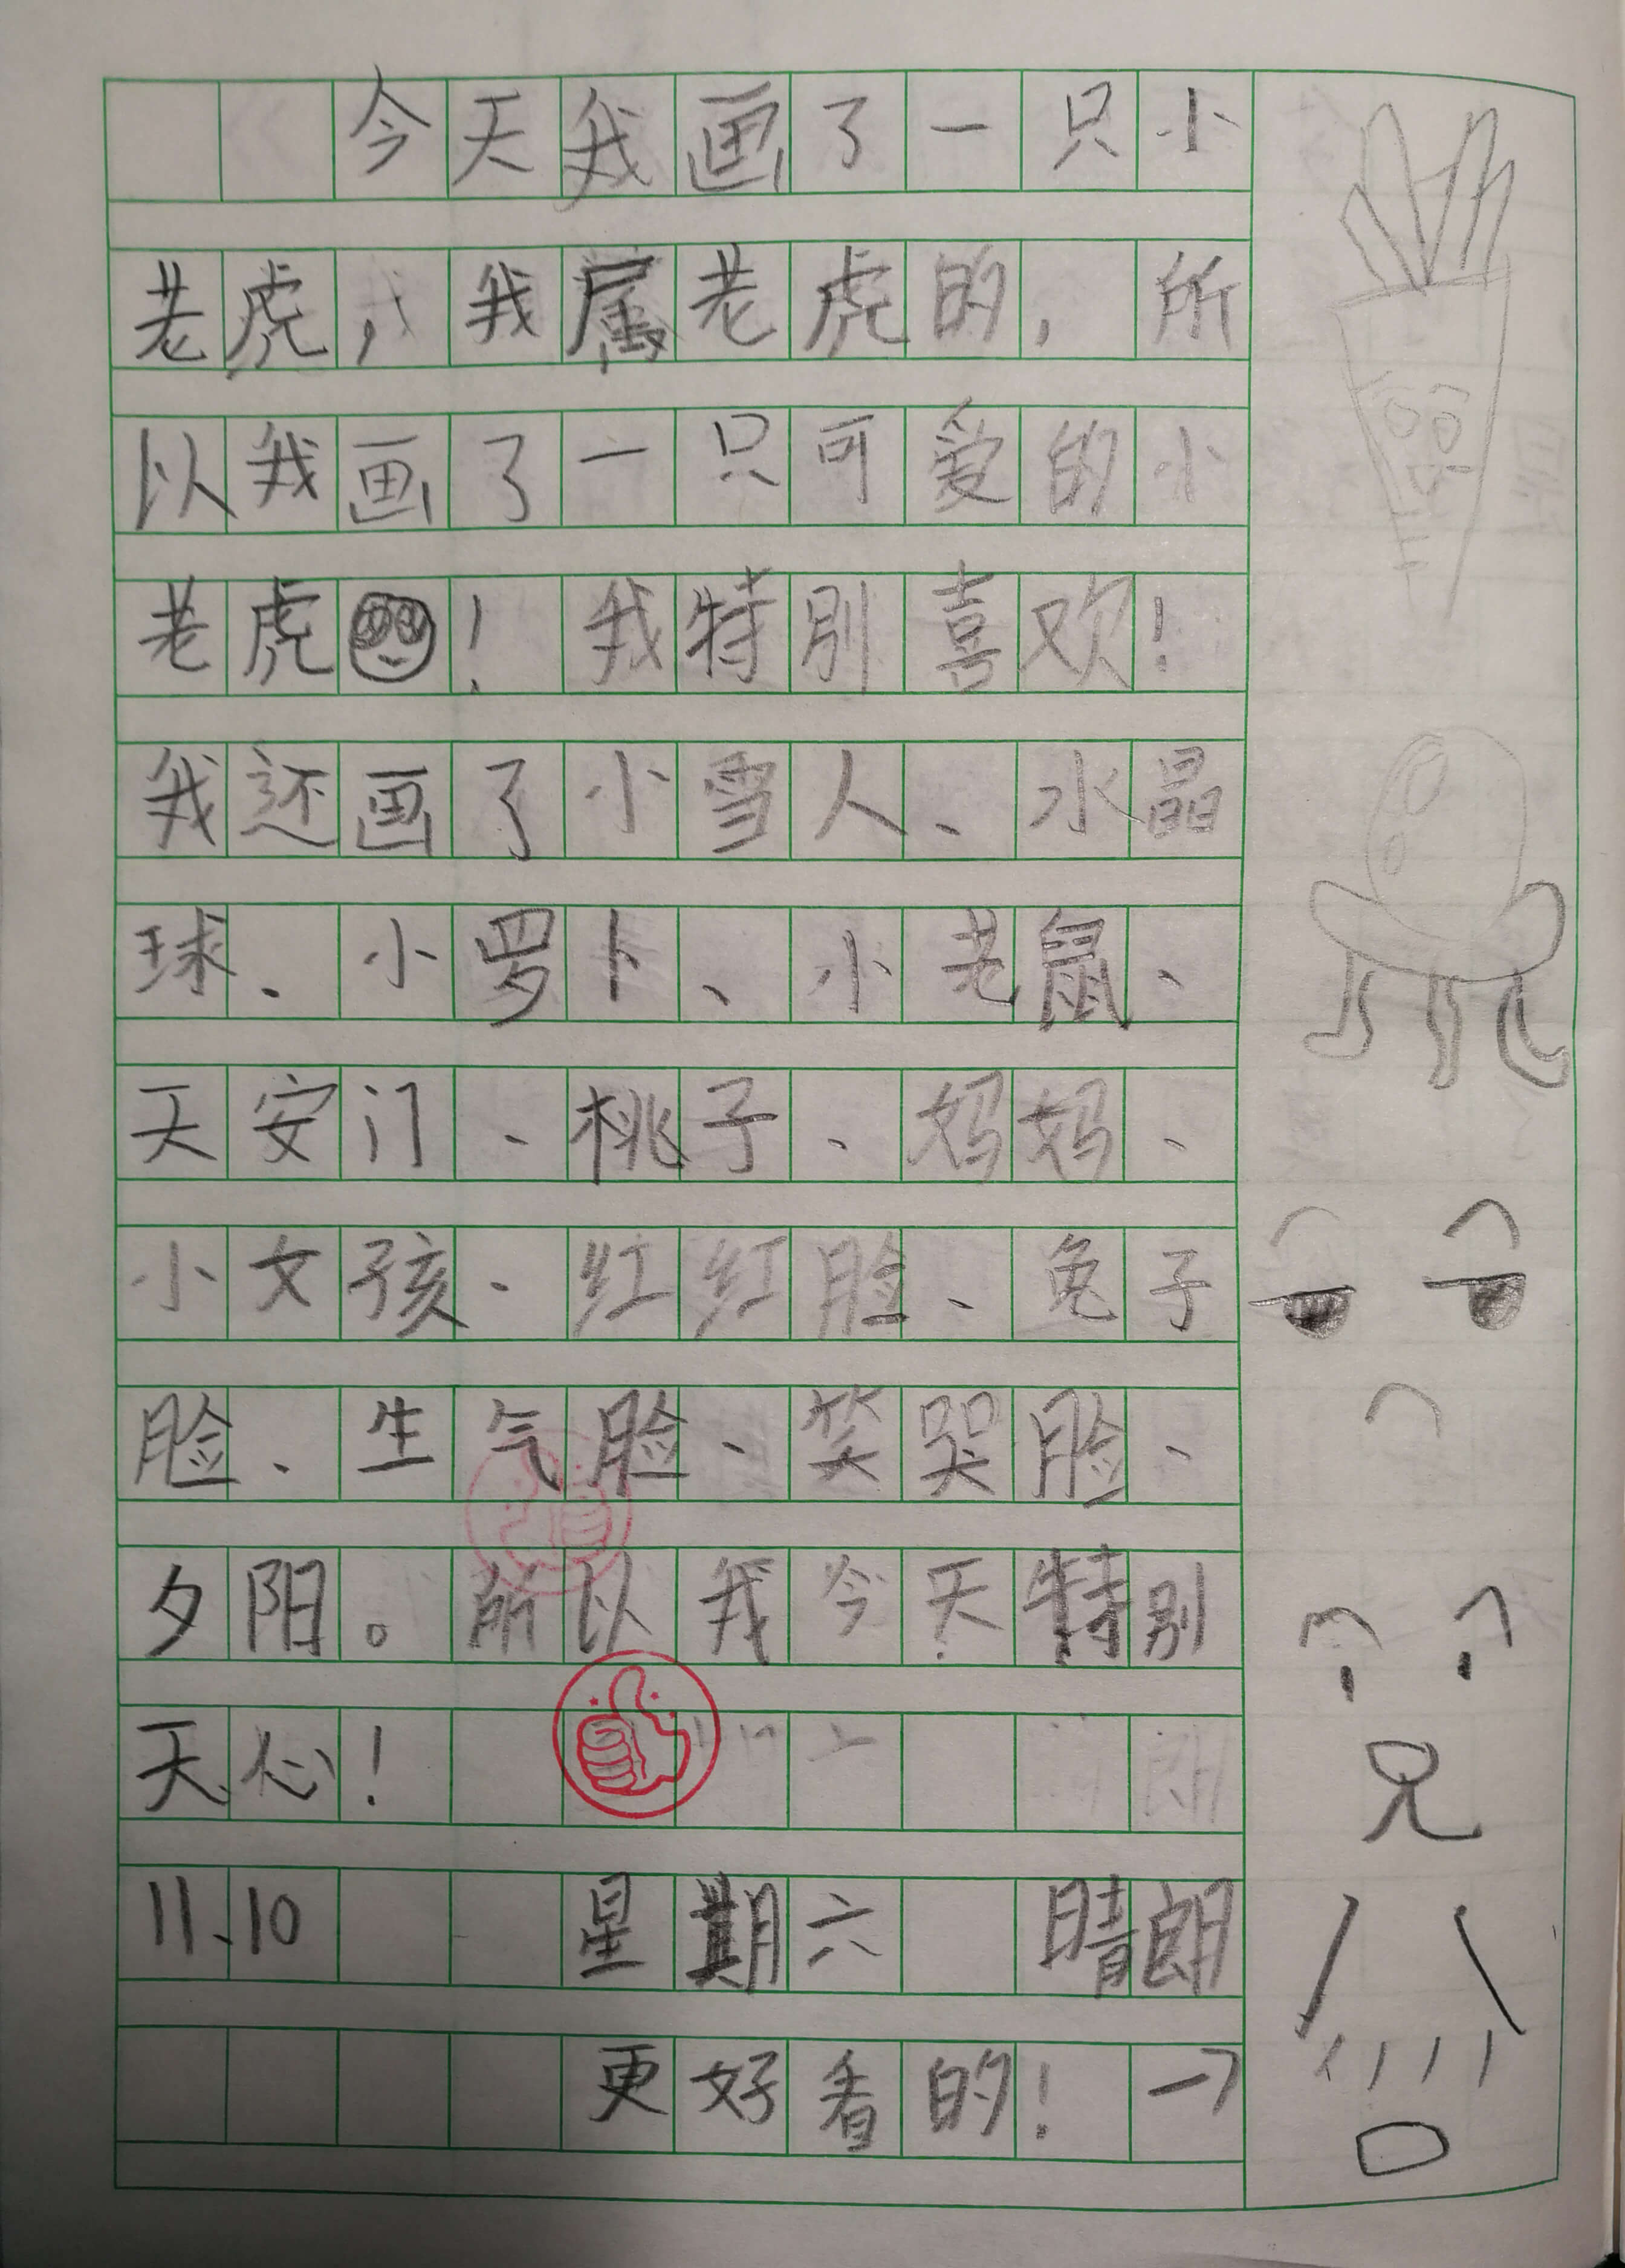 今天我画了一只小
老虎，我属老虎的，所
以我画了一只可爱的小
老虎！我特别喜欢！
我还画了小雪人、水晶
球、小罗卜、小老鼠、
天安门、桃子、妈妈、
小女孩、红红脸、兔子
脸、生气脸、笑哭脸、
夕阳。所以我今天特别
天心！
11、10 星期六 晴朗
更好看的！→